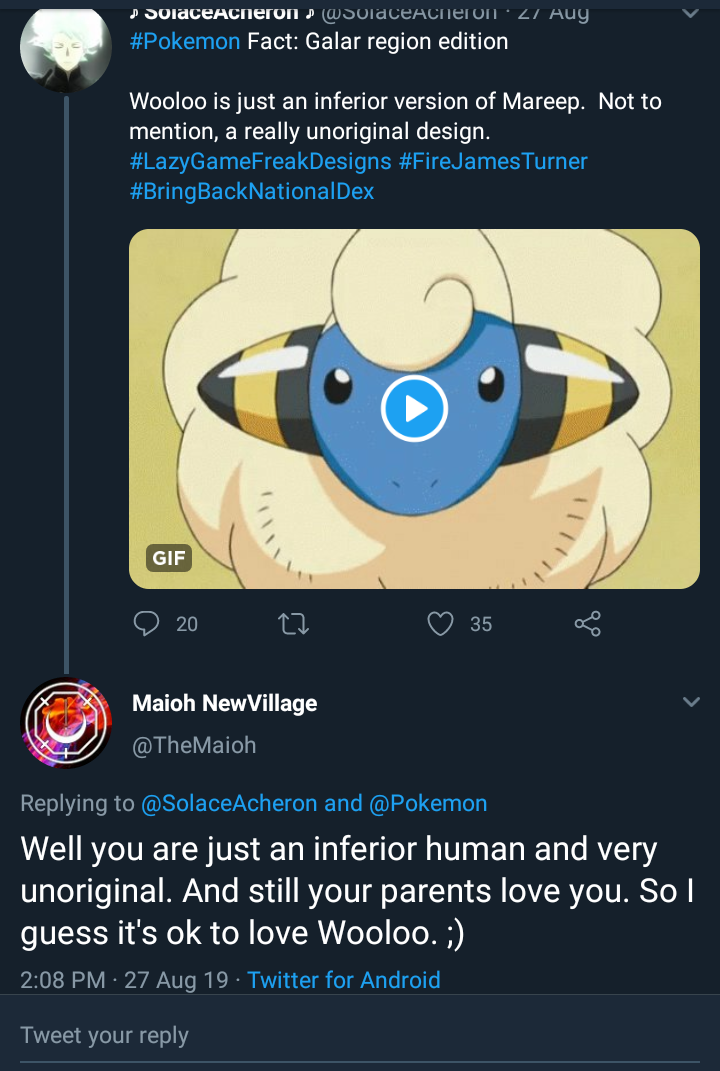 ♪ SolaceAcheron ♪ @SolaceAcheron · 27 Aug
#Pokemon Fact: Galar region edition
Wooloo is just an inferior version of Mareep.  Not to
mention, a really unoriginal design.
#LazyGameFreakDesigns #FireJamesTurner
#BringBackNationalDex
GIF
20
35
Maioh NewVillage
@TheMaioh
Replying to @SolaceAcheron and @Pokemon
Well you are just an inferior human and very
unoriginal. And still your parents love you. So I
guess it's ok to love Wooloo. ;)
2:08 PM · 27 Aug 19 · Twitter for Android
Tweet your reply